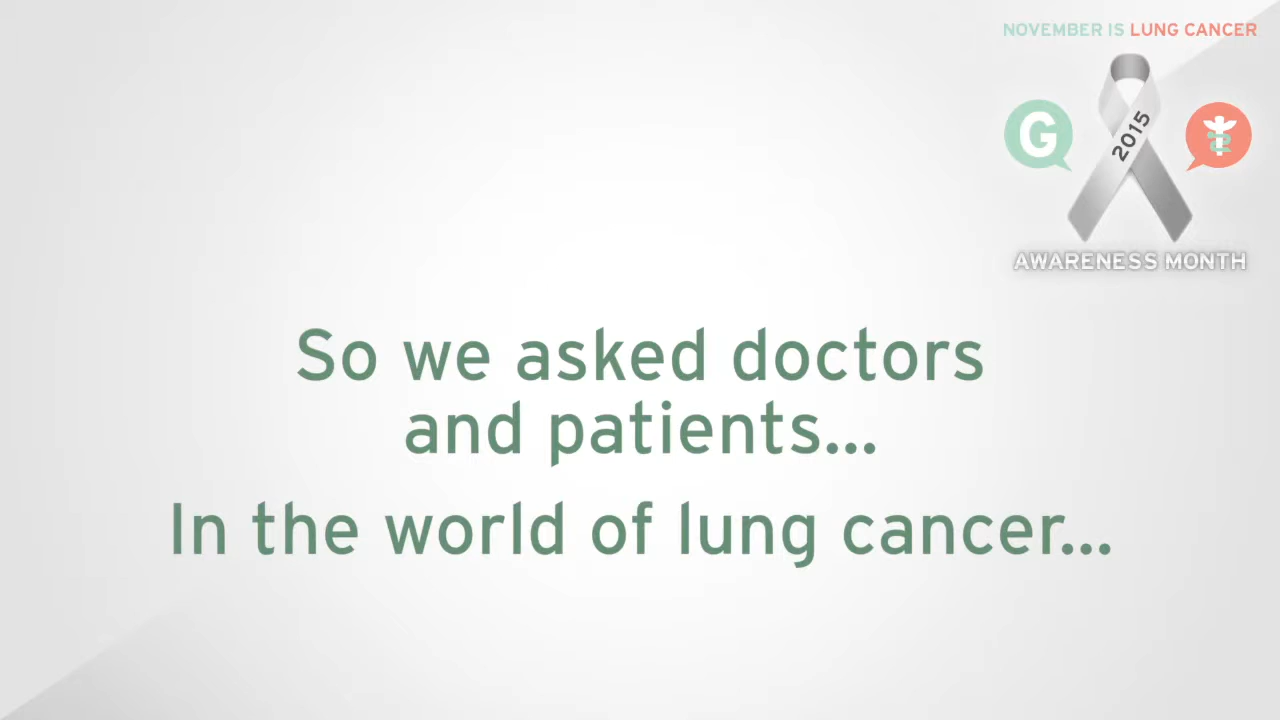 NOVEMBER IS LUNG CANCER
G
2015
AWARENESS MONTH
So we asked doctors
and patients...
In the world of lung cancer...